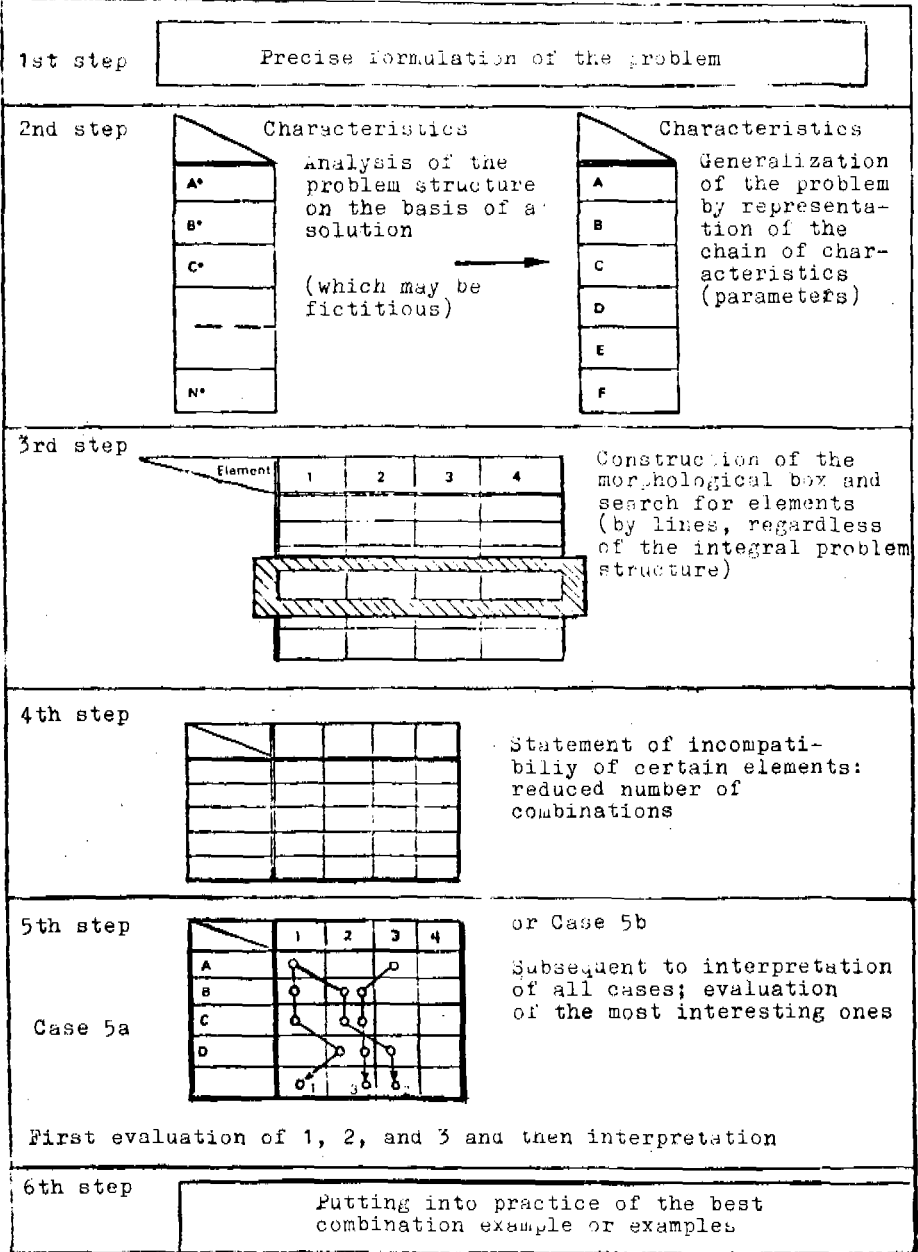 1st step
Precise formulation of the problem
2nd step
Characteristics
Analysis of the
problem structure
on the basis of a
solution
(which may be
fictitious)
A*
B*
C*
N*
Characteristics
Generalization
of the problem
by representa-
tion of the
chain of char-
acteristics
(parameters)
A
B
C
D
E
F
3rd step
Element
1 2 3 4
Construction of the
morphological box and
search for elements
(by lines, regardless
of the integral problem
structure)
4th step
Statement of incompati-
biliy of certain elements:
reduced number of
combinations
5th step
Case 5a
1 2 3 4
A
B
C
D
1 3 2
or Case 5b
Subsequent to interpretation
of all cases; evaluation
of the most interesting ones
First evaluation of 1, 2, and 3 and then interpretation
6th step
Putting into practice of the best
combination example or examples